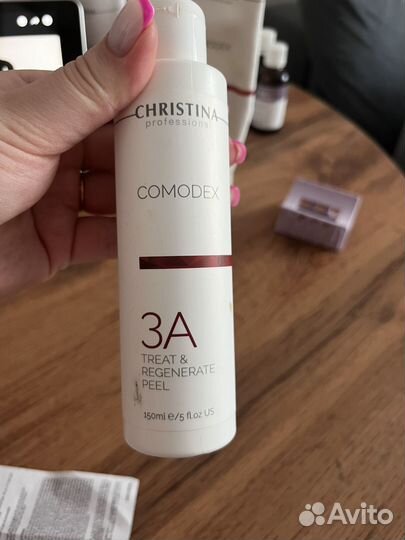 CHRISTINA
professional
COMODEX
3A
TREAT &
REGENERATE
PEEL
150ml e/5 fl.oz US
Avito